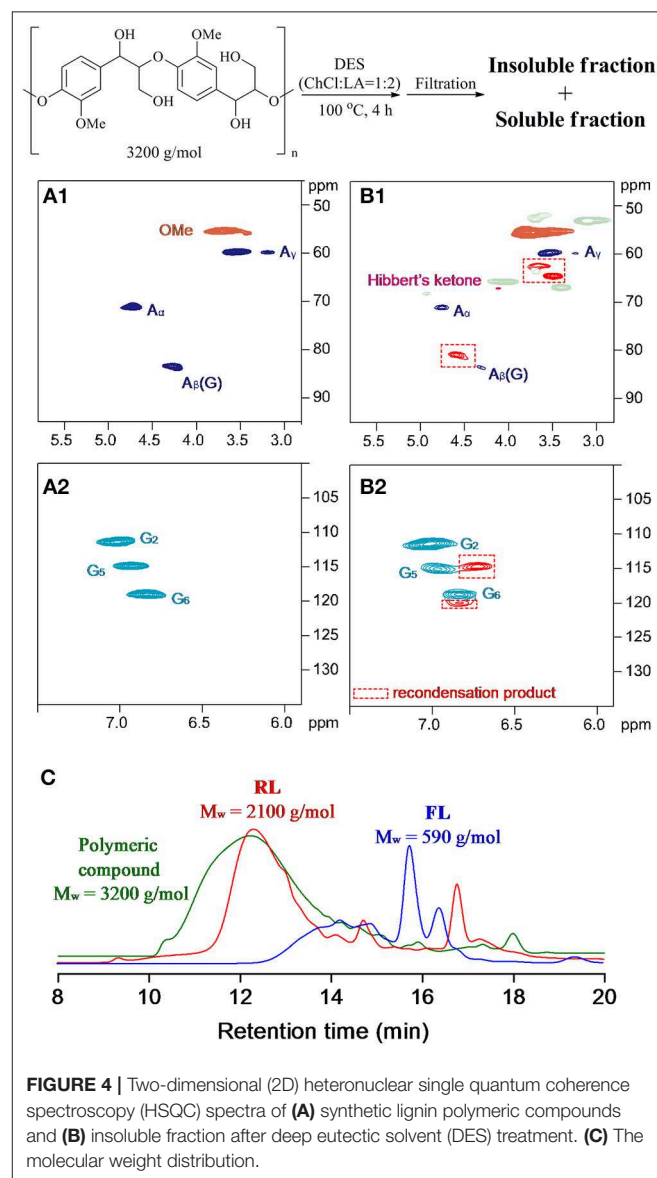 OH
OMe
O
HO
O
OH
OMe
OH
O
3200 g/mol
n
DES
(ChCl:LA=1:2)
100 °C, 4 h
Filtration
Insoluble fraction
+
Soluble fraction
A1
ppm
50
OMe
60
Aγ
70
Aα
80
Aβ(G)
90
5.5 5.0 4.5 4.0 3.5 3.0
B1
ppm
50
Aγ
60
Hibbert's ketone
70
Aα
80
Aβ(G)
90
5.5 5.0 4.5 4.0 3.5 3.0
A2
105
110
G2
G5
115
G6
120
130
7.0 6.5 6.0 ppm
B2
105
110
G2
G5
115
G6
120
130
recondensation product
7.0 6.5 6.0 ppm
C
RL
Mw = 2100 g/mol
FL
Mw = 590 g/mol
Polymeric
compound
Mw = 3200 g/mol
8 10 12 14 16 18 20
Retention time (min)
FIGURE 4 | Two-dimensional (2D) heteronuclear single quantum coherence
spectroscopy (HSQC) spectra of (A) synthetic lignin polymeric compounds
and (B) insoluble fraction after deep eutectic solvent (DES) treatment. (C) The
molecular weight distribution.